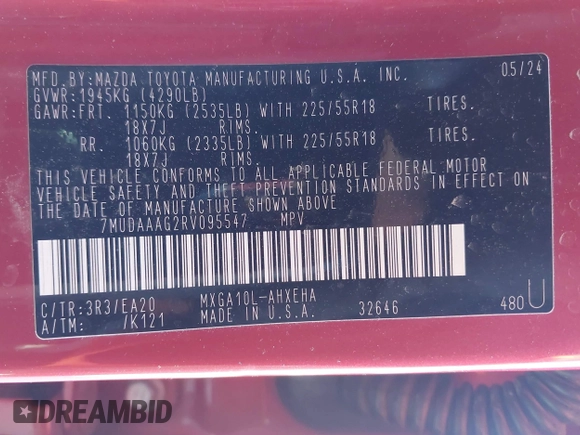 MFD.BY:MAZDA TOYOTA MANUFACTURING U.S.A. INC. 05/24
GVWR:1945KG (4290LB)
GAWR:FRT. 1150KG (2535LB) WITH 225/55R18 TIRES.
18X7J RIMS.
RR. 1060KG (2335LB) WITH 225/55R18 TIRES.
18X7J RIMS.
THIS VEHICLE CONFORMS TO ALL APPLICABLE FEDERAL MOTOR
VEHICLE SAFETY AND THEFT PREVENTION STANDARDS IN EFFECT ON
THE DATE OF MANUFACTURE SHOWN ABOVE
7MUDAAAG2RV095547 MPV
C/TR:3R3/EA20 MXGA10L-AHXEHA
A/TM: /K121 MADE IN U.S.A. 32646 480U
DREAMBID